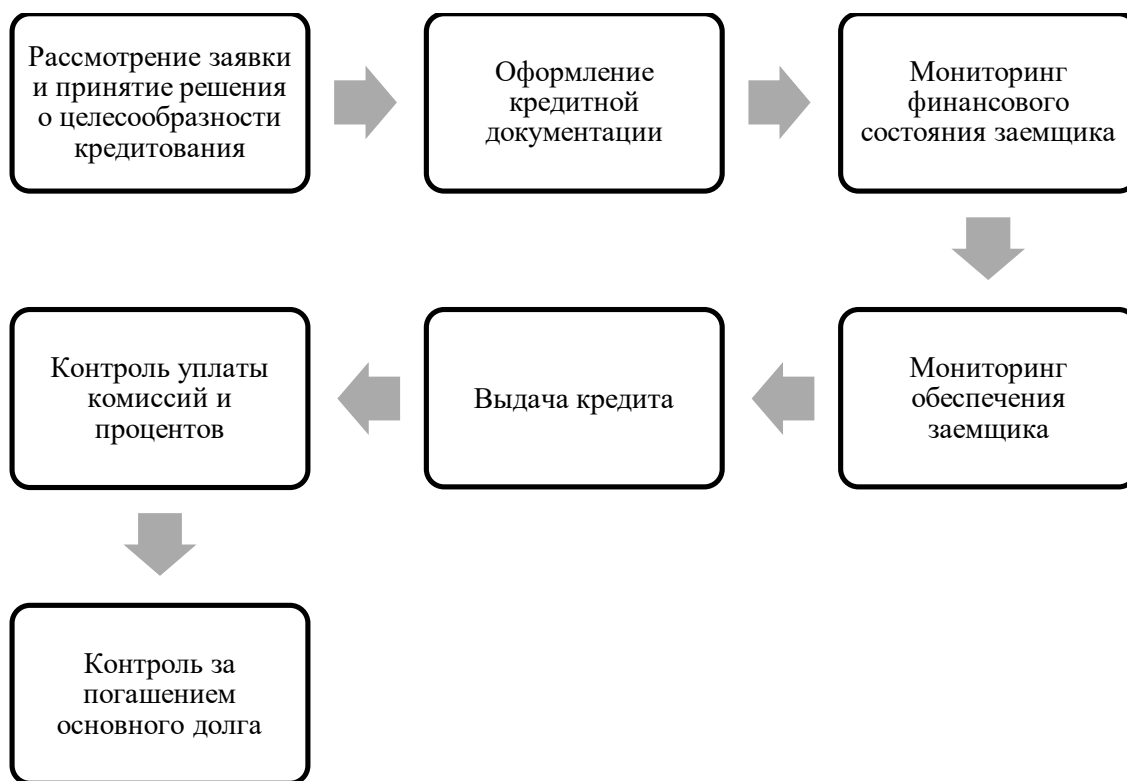 Рассмотрение заявки
и принятие решения
о целесообразности
кредитования
Оформление
кредитной
документации
Мониторинг
финансового
состояния заемщика
Мониторинг
обеспечения
заемщика
Выдача кредита
Контроль уплаты
комиссий и
процентов
Контроль за
погашением
основного долга